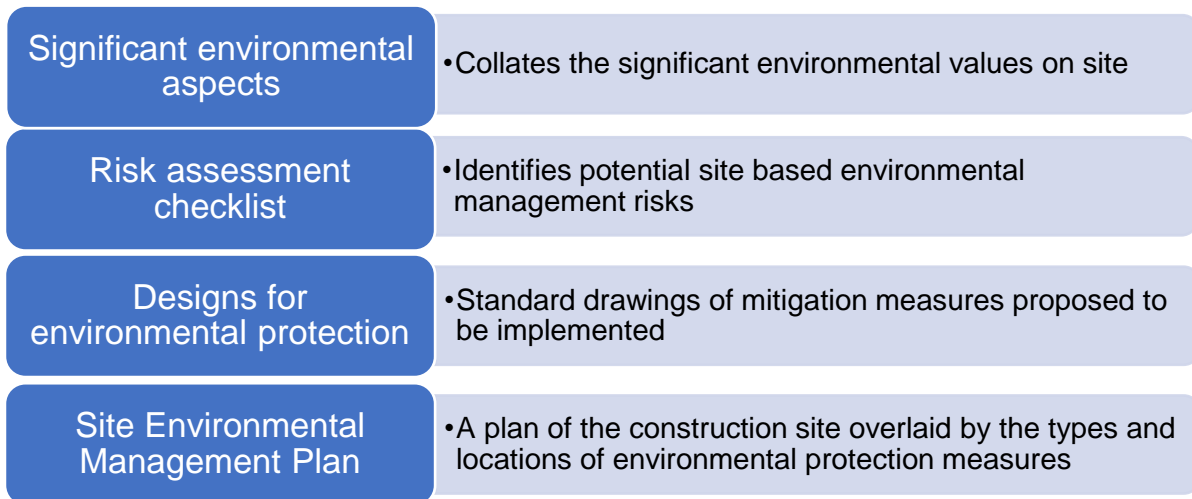 Significant environmental
aspects
•Collates the significant environmental values on site
Risk assessment
checklist
•Identifies potential site based environmental
management risks
Designs for
environmental protection
•Standard drawings of mitigation measures proposed to
be implemented
Site Environmental
Management Plan
•A plan of the construction site overlaid by the types and
locations of environmental protection measures